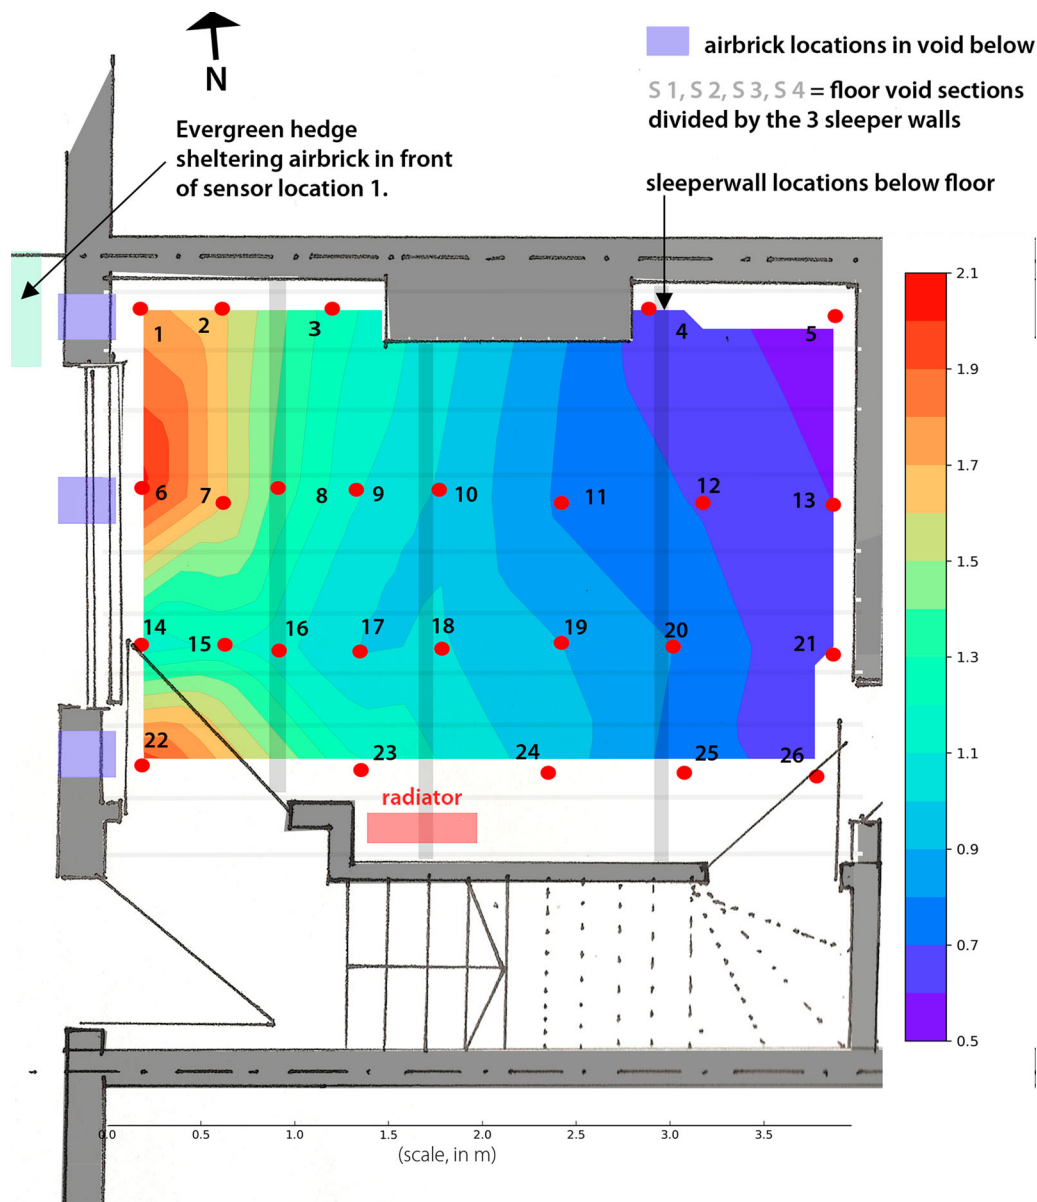 N
airbrick locations in void below
S 1, S 2, S 3, S 4 = floor void sections
divided by the 3 sleeper walls
Evergreen hedge
sheltering airbrick in front
of sensor location 1.
sleeperwall locations below floor
2.1
1 2 3 4 5
1.9
1.7
6 7 8 9 10 11 12 13
1.5
14 15 16 17 18 19 20 21
1.3
22 23 24 25 26
1.1
radiator
0.9
0.7
0.5
0.0 0.5 1.0 1.5 2.0 2.5 3.0 3.5
(scale, in m)